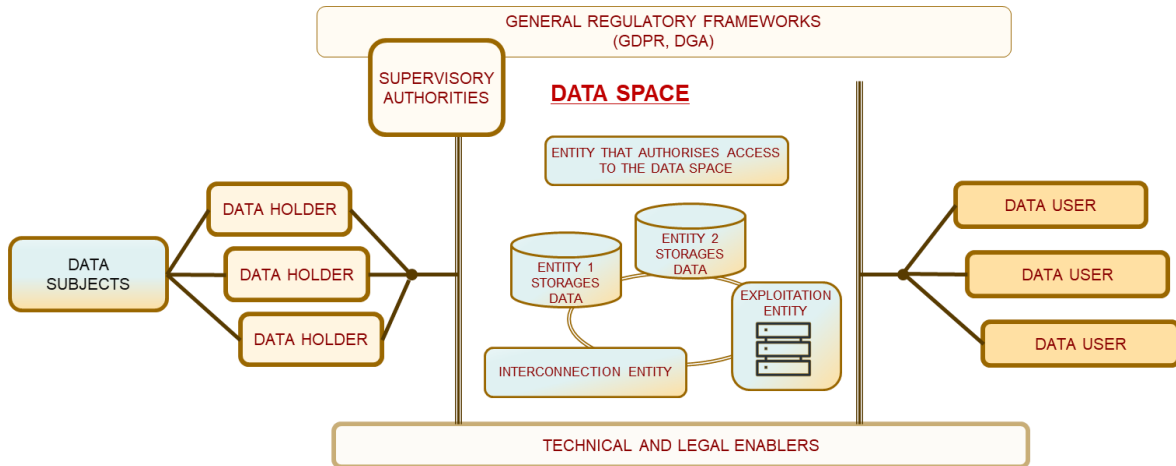 GENERAL REGULATORY FRAMEWORKS
(GDPR, DGA)
SUPERVISORY
AUTHORITIES
DATA SPACE
ENTITY THAT AUTHORISES ACCESS
TO THE DATA SPACE
DATA HOLDER
DATA HOLDER
DATA HOLDER
DATA
SUBJECTS
ENTITY 1
STORAGES
DATA
ENTITY 2
STORAGES
DATA
EXPLOITATION
ENTITY
INTERCONNECTION ENTITY
DATA USER
DATA USER
DATA USER
TECHNICAL AND LEGAL ENABLERS